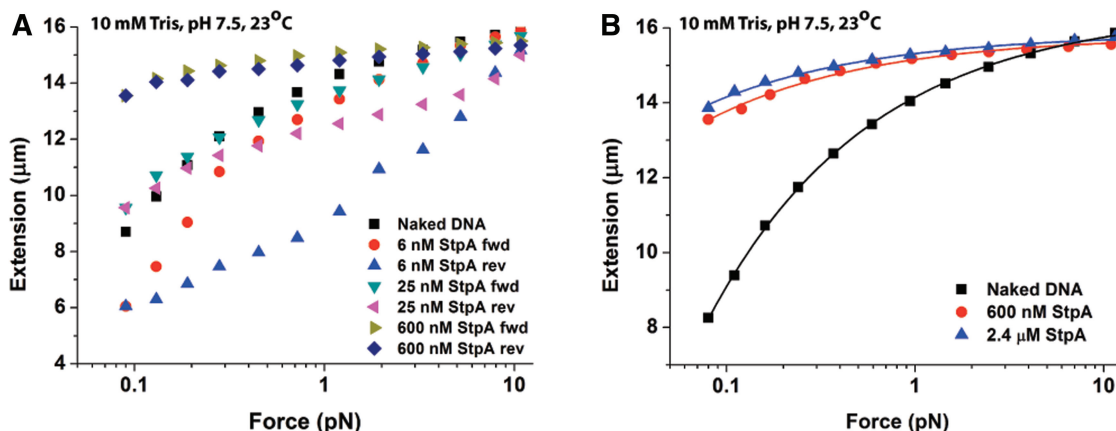 A
10 mM Tris, pH 7.5, 23°C
16
14
12
10
8
6
4
Extension (μm)
Naked DNA
6 nM StpA fwd
6 nM StpA rev
25 nM StpA fwd
25 nM StpA rev
600 nM StpA fwd
600 nM StpA rev
0.1
1
10
Force (pN)
B
10 mM Tris, pH 7.5, 23°C
16
14
12
10
8
Extension (μm)
Naked DNA
600 nM StpA
2.4 μM StpA
0.1
1
10
Force (pN)